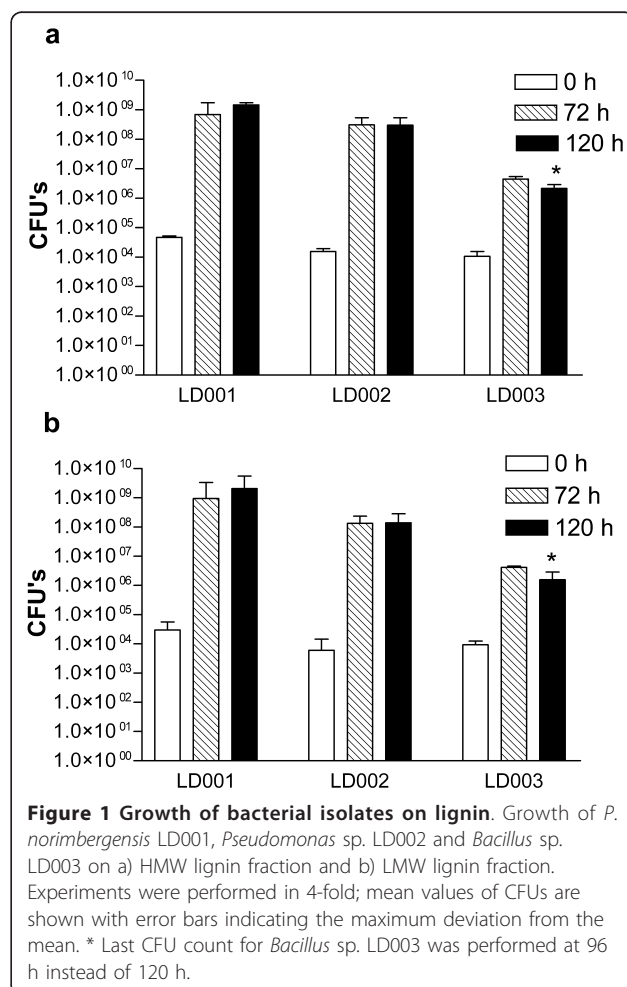 a
1.0×10 10
1.0×10 09
1.0×10 08
1.0×10 07
1.0×10 06
1.0×10 05
1.0×10 04
1.0×10 03
1.0×10 02
1.0×10 01
1.0×10 00
CFU's
0 h
72 h
120 h
*
LD001 LD002 LD003
b
1.0×10 10
1.0×10 09
1.0×10 08
1.0×10 07
1.0×10 06
1.0×10 05
1.0×10 04
1.0×10 03
1.0×10 02
1.0×10 01
1.0×10 00
CFU's
0 h
72 h
120 h
*
LD001 LD002 LD003
Figure 1 Growth of bacterial isolates on lignin. Growth of P.
norimbergensis LD001, Pseudomonas sp. LD002 and Bacillus sp.
LD003 on a) HMW lignin fraction and b) LMW lignin fraction.
Experiments were performed in 4-fold; mean values of CFUs are
shown with error bars indicating the maximum deviation from the
mean. * Last CFU count for Bacillus sp. LD003 was performed at 96
h instead of 120 h.